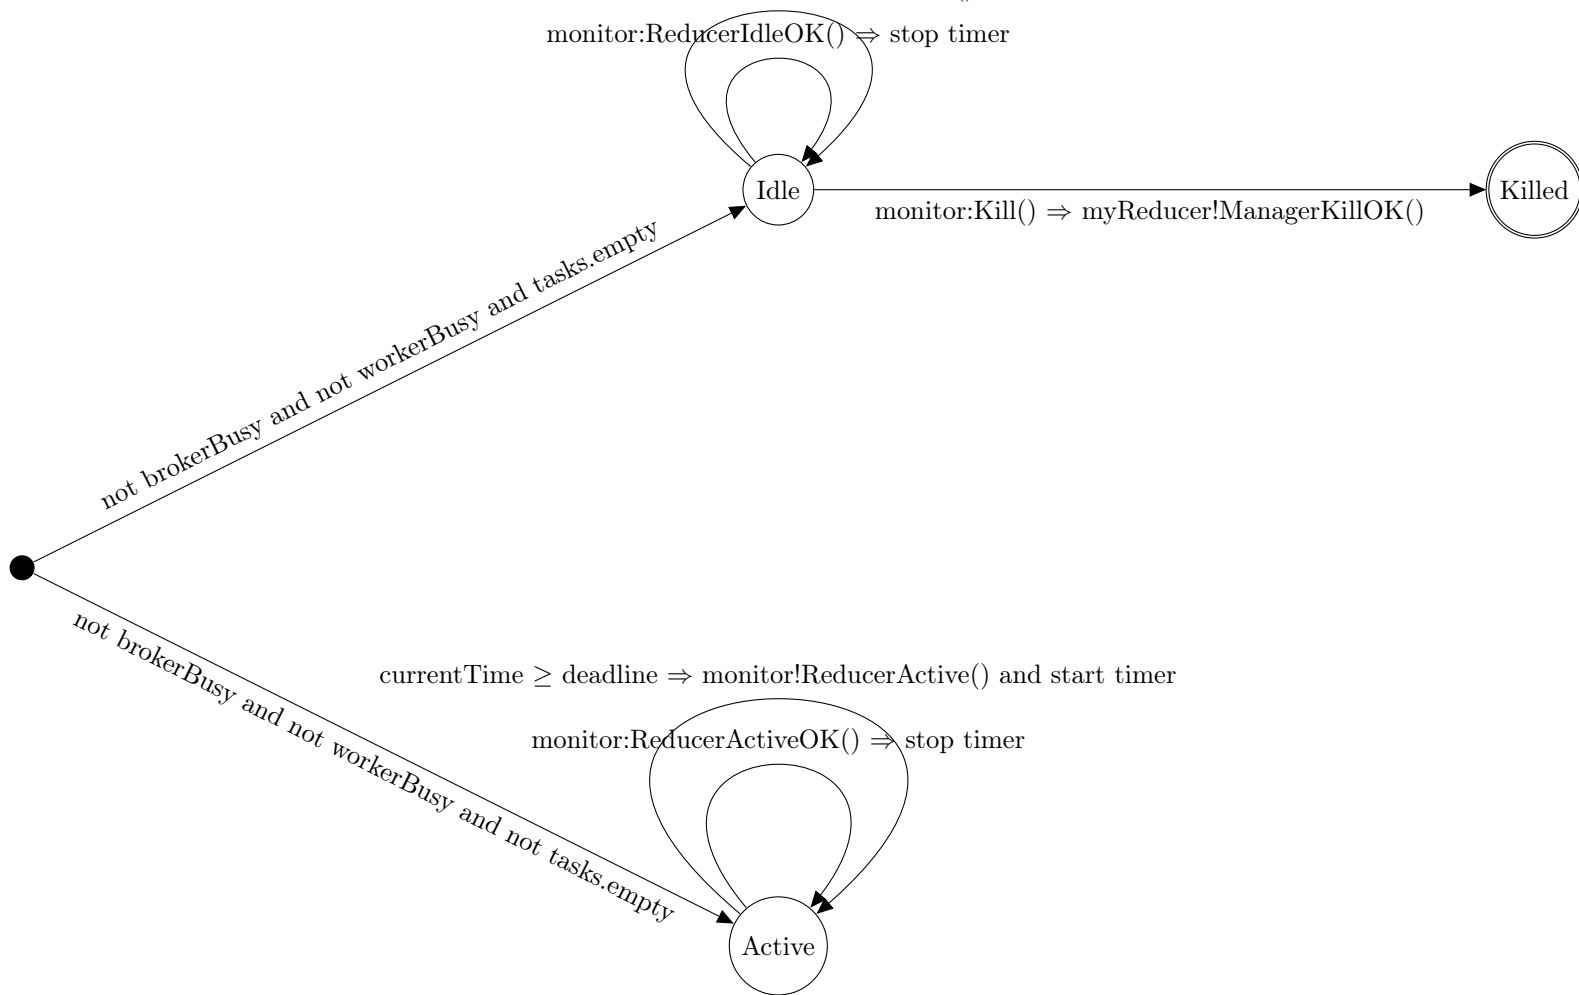 monitor:ReducerIdleOK() ⇒ stop timer
Idle
Killed
monitor:Kill() ⇒ myReducer!ManagerKillOK()
not brokerBusy and not workerBusy and tasks.empty
not brokerBusy and not workerBusy and not tasks.empty
currentTime ≥ deadline ⇒ monitor!ReducerActive() and start timer
monitor:ReducerActiveOK() ⇒ stop timer
Active